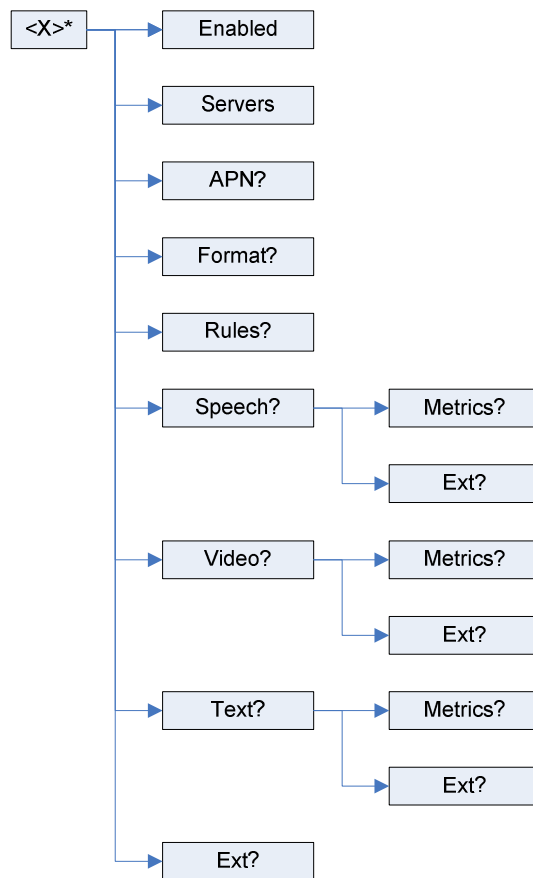 <X>*
Enabled
Servers
APN?
Format?
Rules?
Speech?
Metrics?
Ext?
Video?
Metrics?
Ext?
Text?
Metrics?
Ext?
Ext?